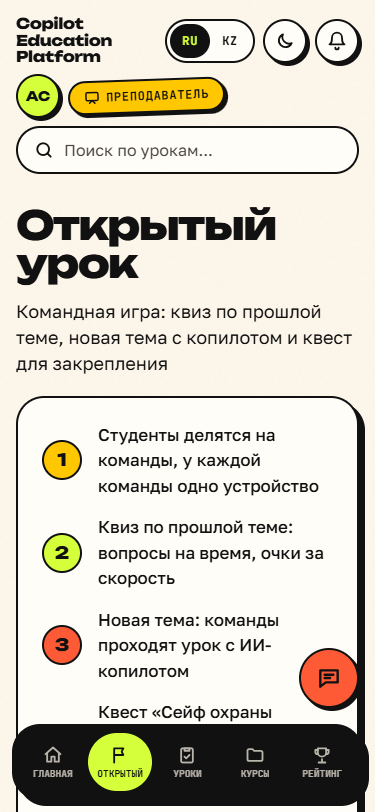 Copilot
Education
Platform
RU KZ
AC ПРЕПОДАВАТЕЛЬ
Поиск по урокам...
Открытый
урок
Командная игра: квиз по прошлой
теме, новая тема с копилотом и квест
для закрепления
1
Студенты делятся на
команды, у каждой
команды одно устройство
2
Квиз по прошлой теме:
вопросы на время, очки за
скорость
3
Новая тема: команды
проходят урок с ИИ-
копилотом
Квест «Сейф охраны
ГЛАВНАЯ ОТКРЫТЫЙ УРОКИ КУРСЫ РЕЙТИНГ